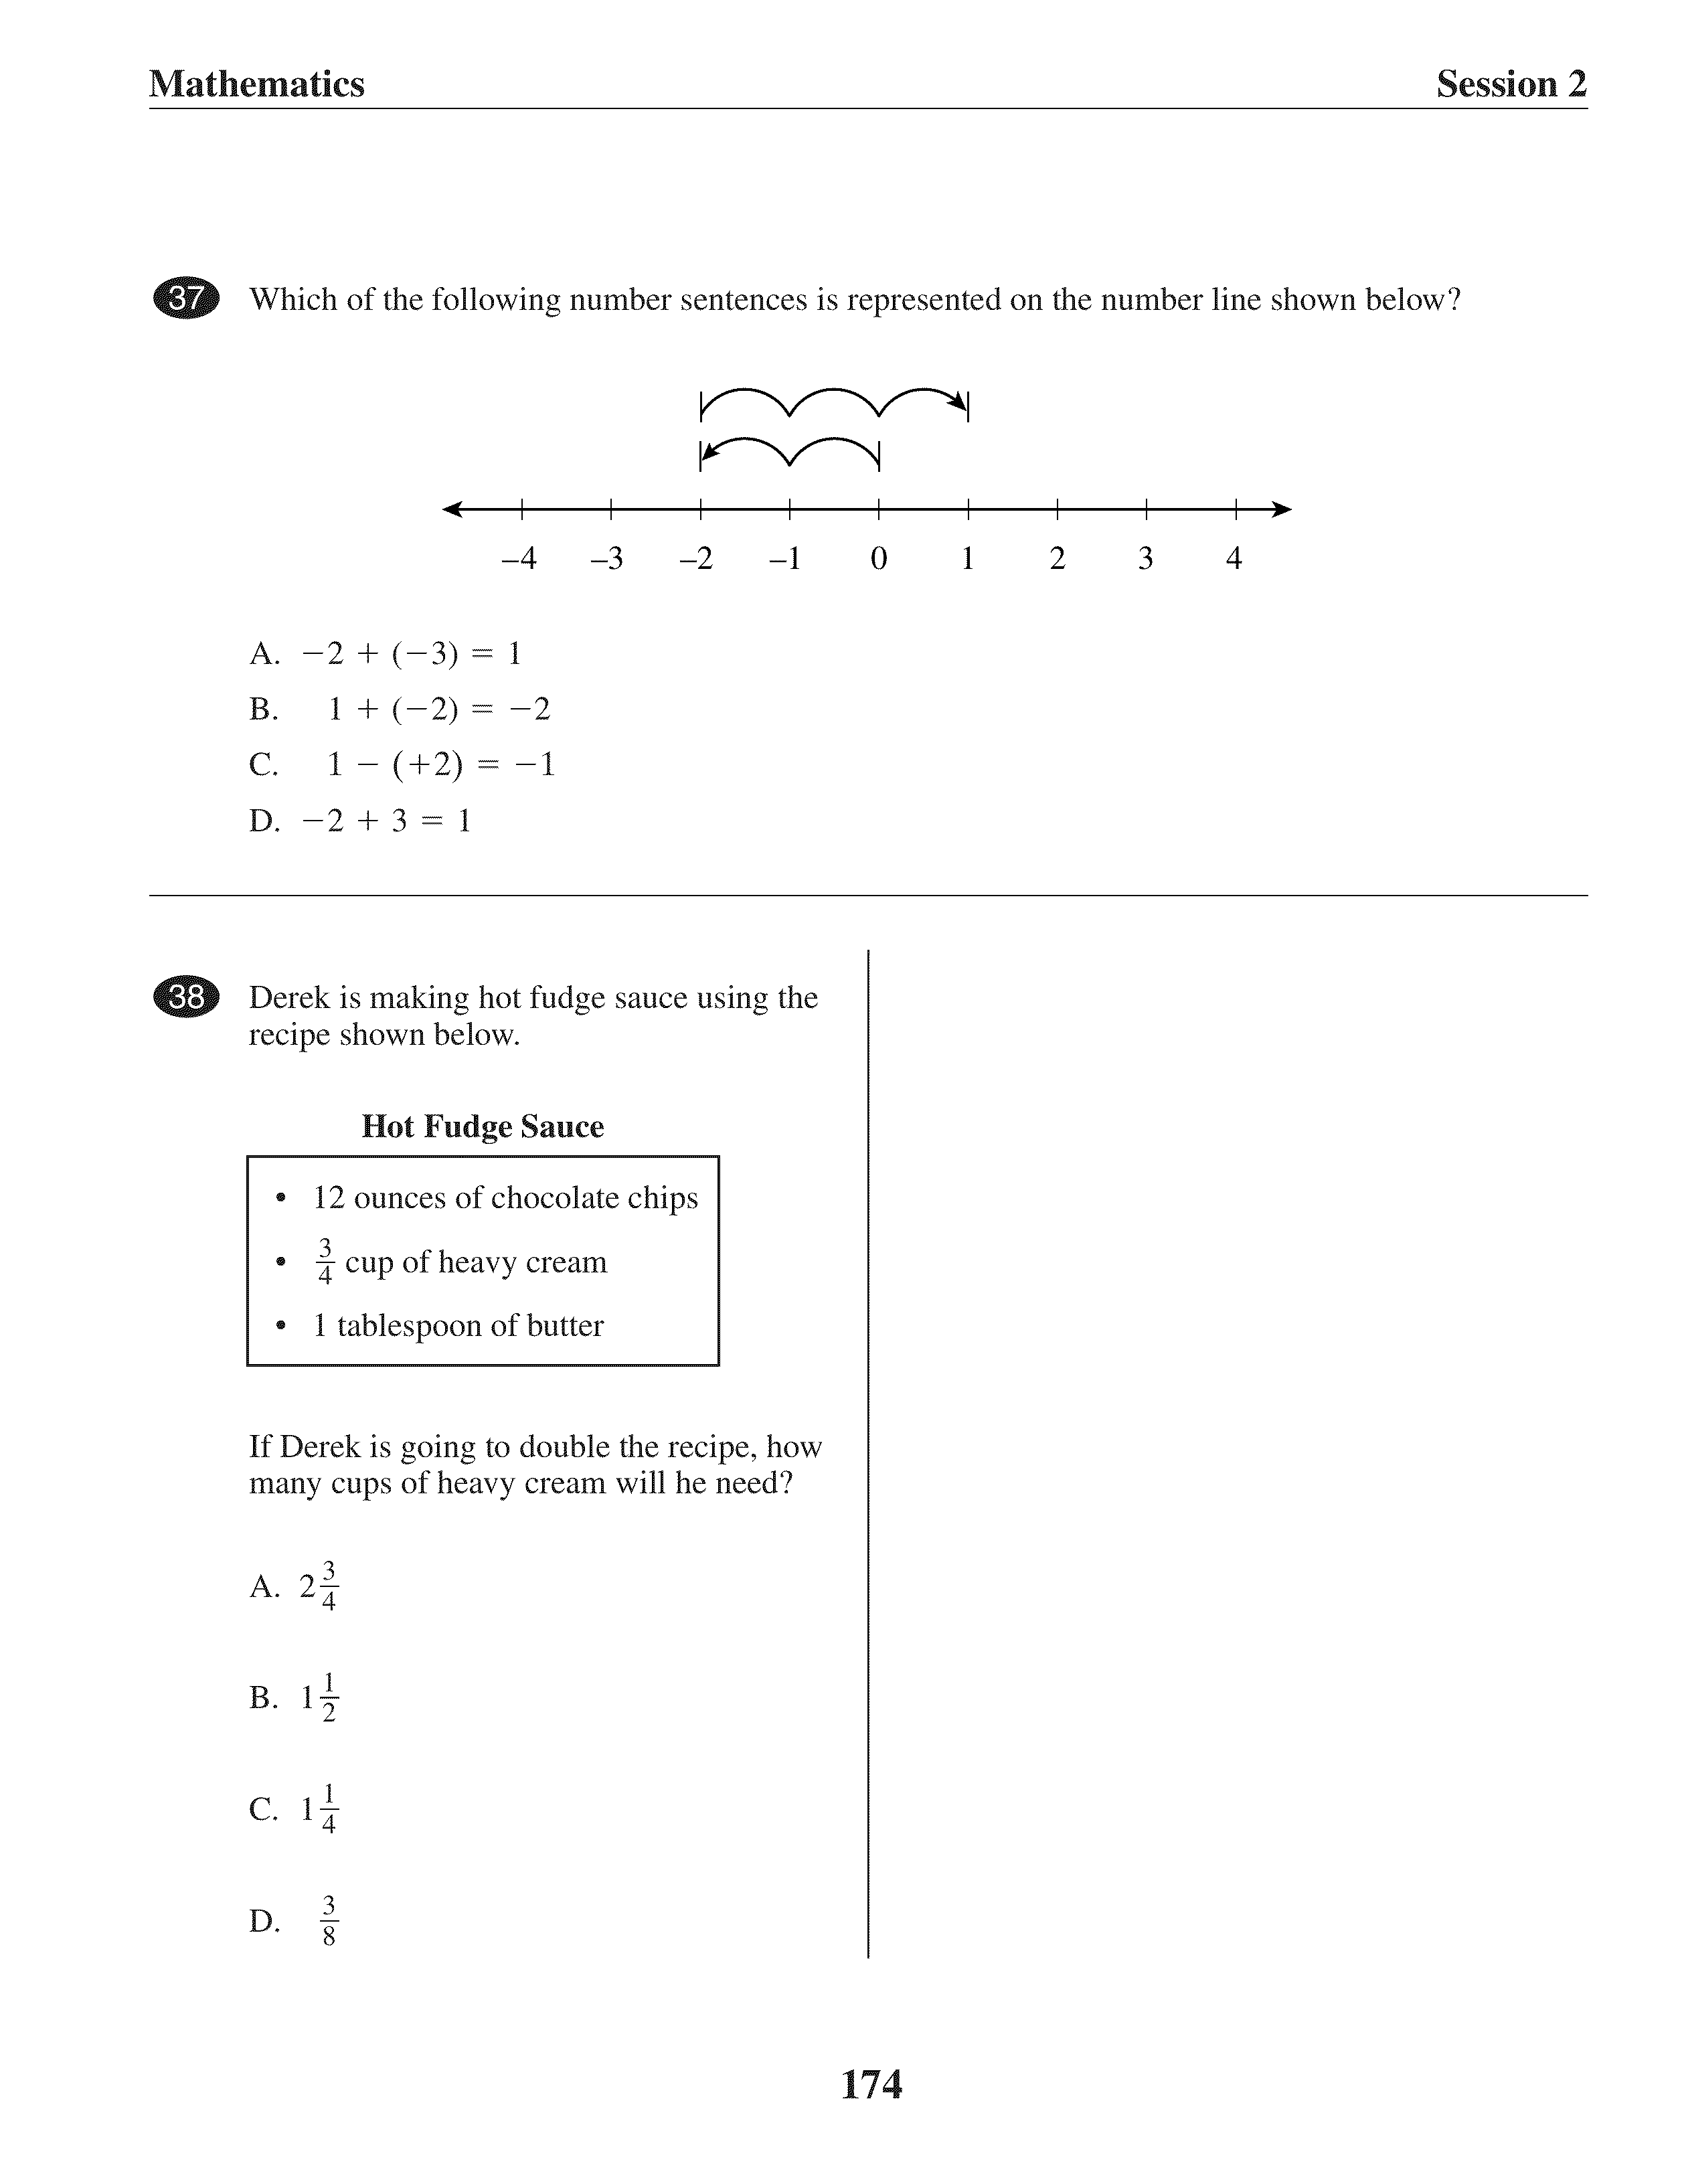 Mathematics Session 2
37 Which of the following number sentences is represented on the number line shown below?
–4 –3 –2 –1 0 1 2 3 4
A. −2 + (−3) = 1
B. 1 + (−2) = −2
C. 1 − (+2) = −1
D. −2 + 3 = 1
38 Derek is making hot fudge sauce using the
recipe shown below.
Hot Fudge Sauce
• 12 ounces of chocolate chips
• 3/4 cup of heavy cream
• 1 tablespoon of butter
If Derek is going to double the recipe, how
many cups of heavy cream will he need?
A. 2 3/4
B. 1 1/2
C. 1 1/4
D. 3/8
174